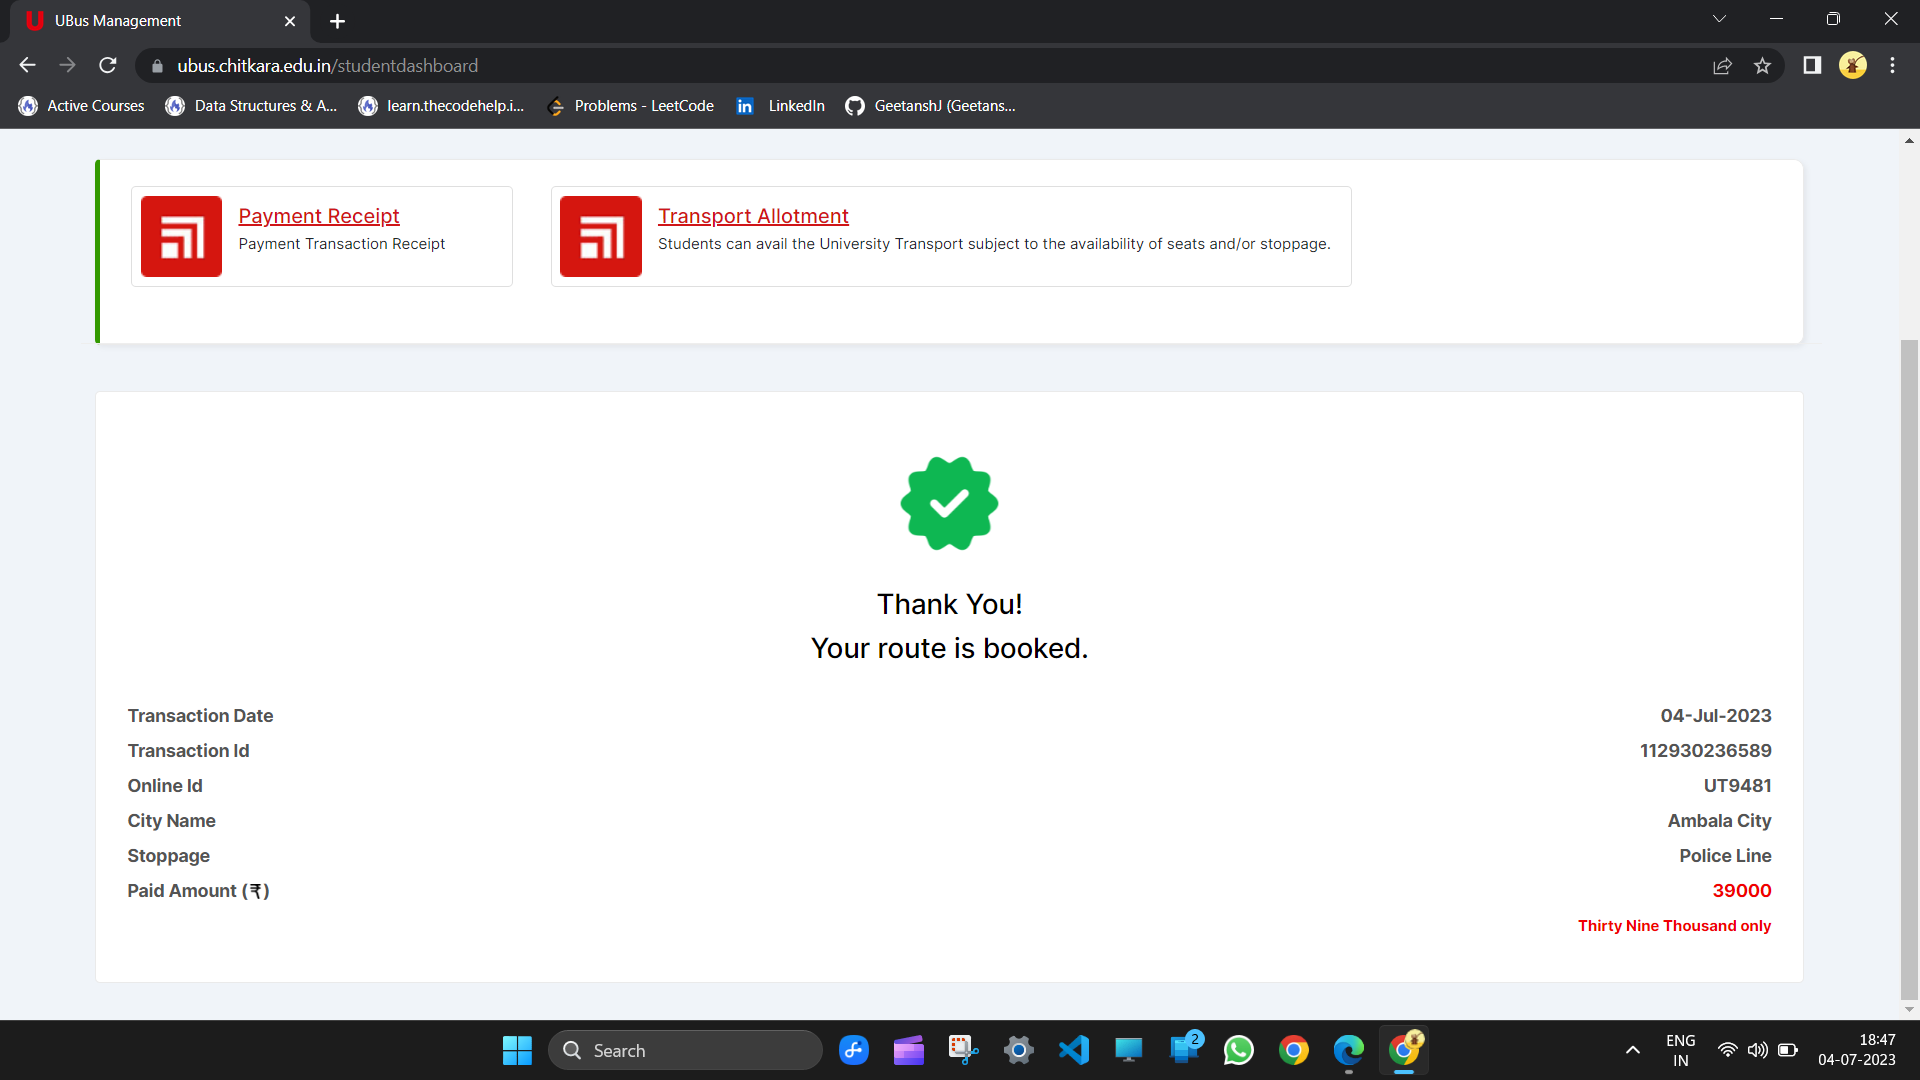 UBus Management
ubus.chitkara.edu.in/studentdashboard
Active Courses
Data Structures & A...
learn.thecodehelp.i...
Problems - LeetCode
LinkedIn
GeetanshJ (Geetans...
Payment Receipt
Payment Transaction Receipt
Transport Allotment
Students can avail the University Transport subject to the availability of seats and/or stoppage.
Thank You!
Your route is booked.
Transaction Date 04-Jul-2023
Transaction Id 112930236589
Online Id UT9481
City Name Ambala City
Stoppage Police Line
Paid Amount (₹) 39000
Thirty Nine Thousand only
Search
2
ENG
IN
18:47
04-07-2023